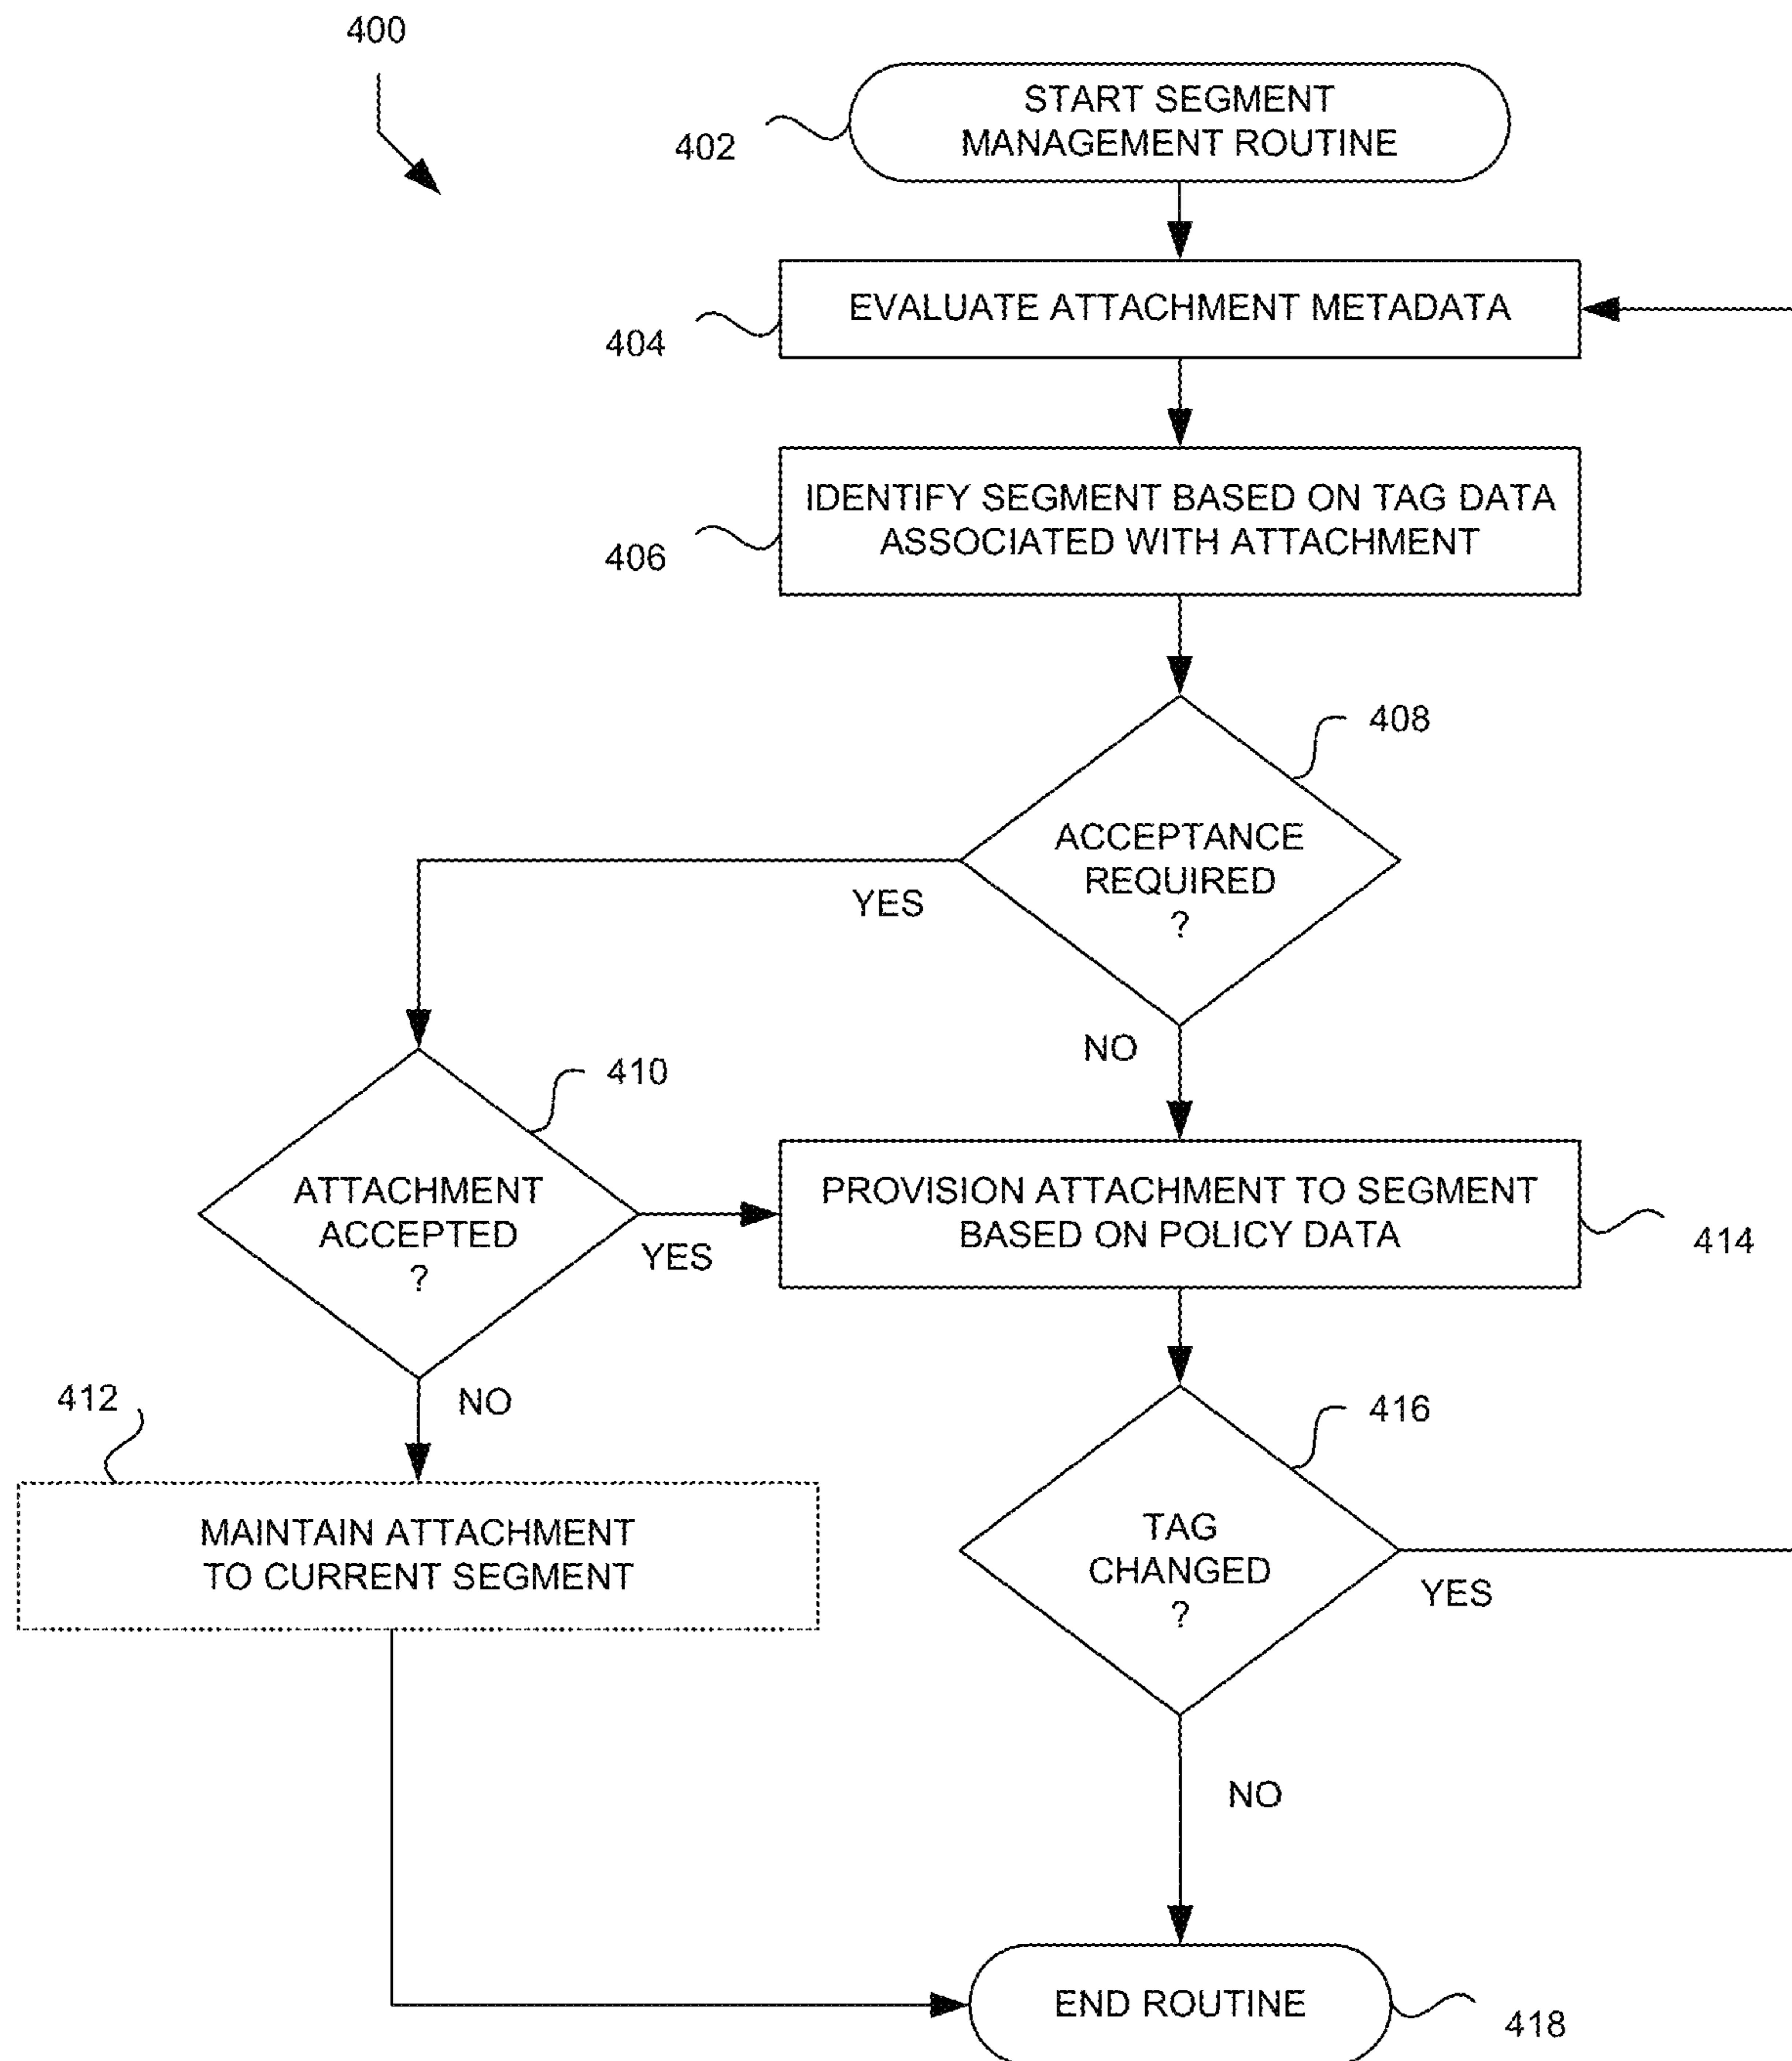 400
START SEGMENT
MANAGEMENT ROUTINE
402
EVALUATE ATTACHMENT METADATA
404
IDENTIFY SEGMENT BASED ON TAG DATA
ASSOCIATED WITH ATTACHMENT
406
408
ACCEPTANCE
REQUIRED
?
YES
NO
410
ATTACHMENT
ACCEPTED
?
YES
NO
PROVISION ATTACHMENT TO SEGMENT
BASED ON POLICY DATA
414
412
MAINTAIN ATTACHMENT
TO CURRENT SEGMENT
416
TAG
CHANGED
?
YES
NO
END ROUTINE
418